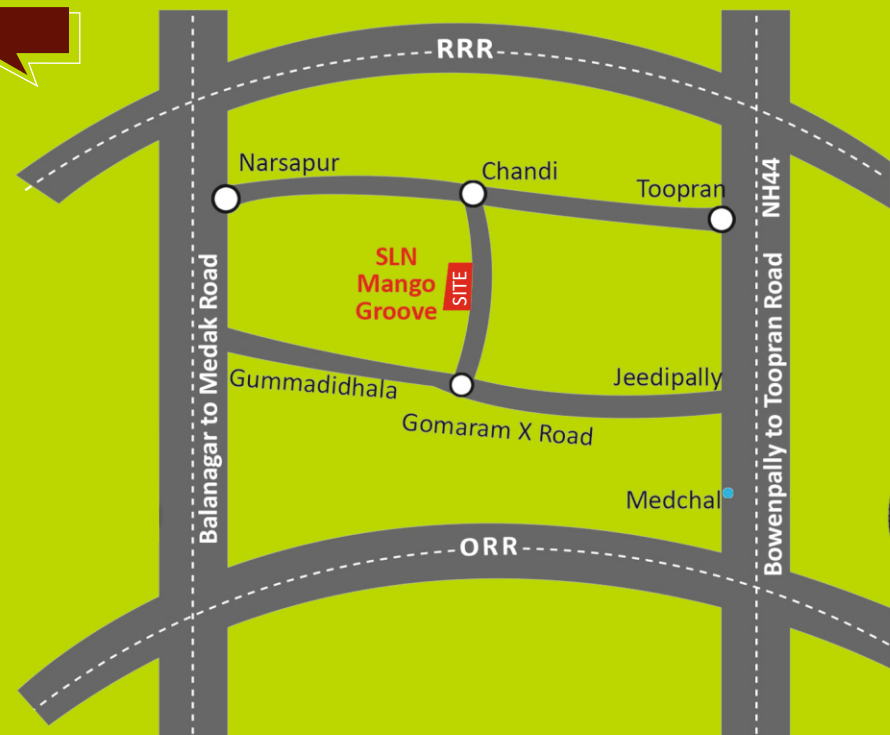 RRR
Narsapur
Chandi
Toopran
NH44
SLN
Mango
Groove
SITE
Balanagar to Medak Road
Bowenpally to Toopran Road
Gummadidhala
Jeedipally
Gomaram X Road
Medchal
ORR